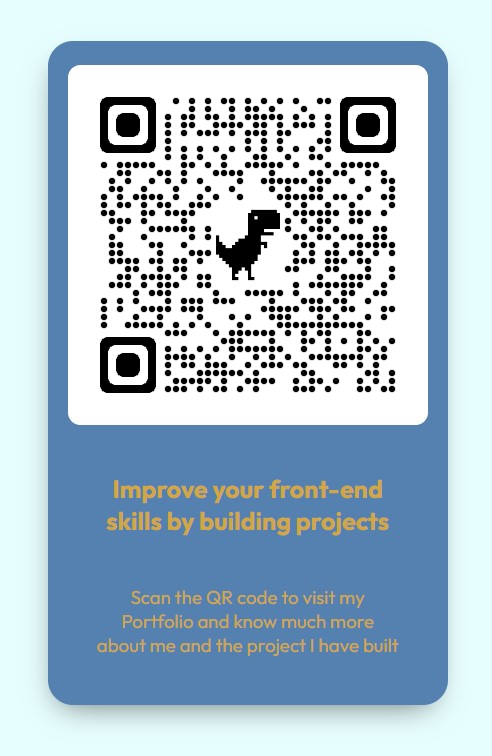 Improve your front-end
skills by building projects
Scan the QR code to visit my
Portfolio and know much more
about me and the project I have built